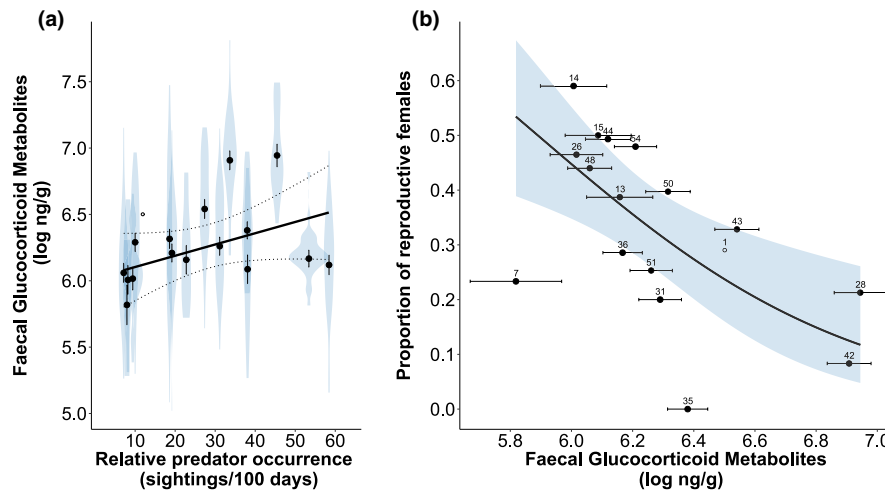 (a)
Faecal Glucocorticoid Metabolites
(log ng/g)
7.5
7.0
6.5
6.0
5.5
5.0
10 20 30 40 50 60
Relative predator occurrence
(sightings/100 days)
(b)
Proportion of reproductive females
0.6
0.5
0.4
0.3
0.2
0.1
0.0
14
15
44
54
26
48
13
50
43
1
36
51
7
31
28
42
35
5.8 6.0 6.2 6.4 6.6 6.8 7.0
Faecal Glucocorticoid Metabolites
(log ng/g)